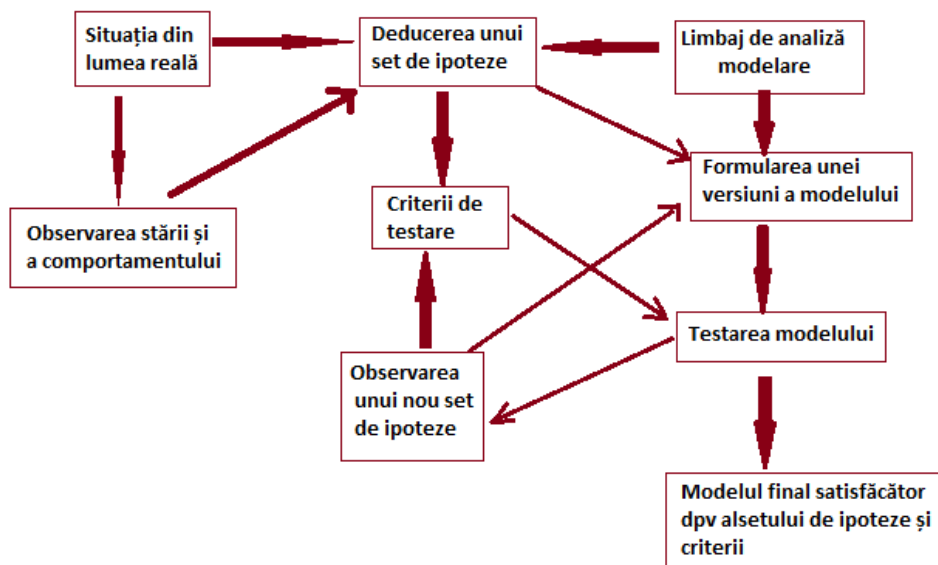 Situația din
lumea reală
Deducerea unui
set de ipoteze
Limbaj de analiză
modelare
Formularea unei
versiuni a modelului
Criterii de
testare
Observarea stării și
a comportamentului
Testarea modelului
Observarea
unui nou set
de ipoteze
Modelul final satisfăcător
dpv alsetului de ipoteze și
criterii